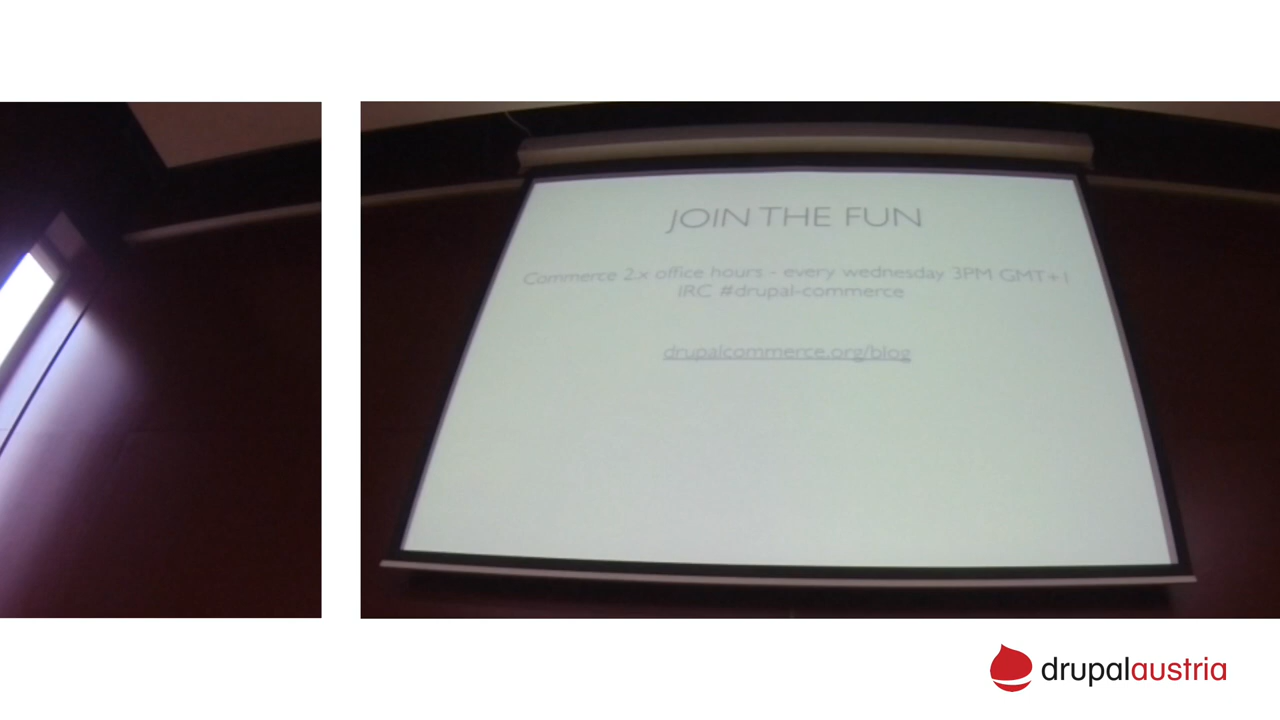 JOIN THE FUN
Commerce 2.x office hours - every wednesday 3PM GMT+1
IRC #drupal-commerce
drupalcommerce.org/blog
drupalaustria